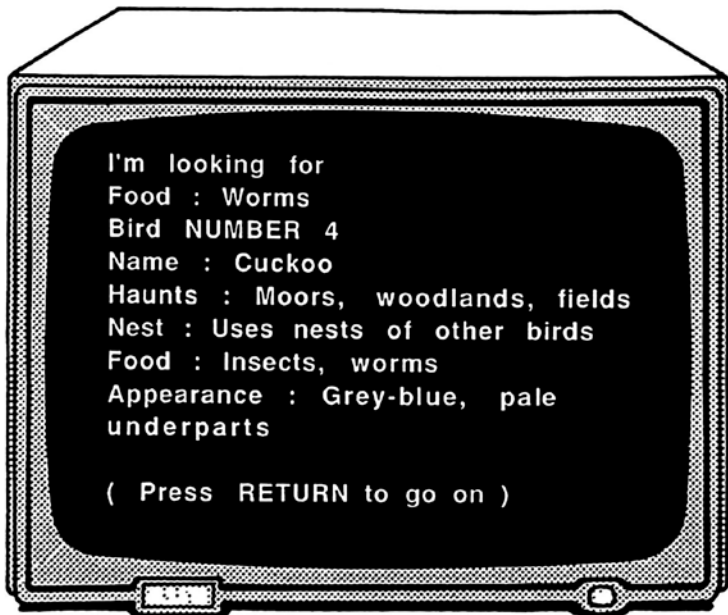 I'm looking for
Food : Worms
Bird NUMBER 4
Name : Cuckoo
Haunts : Moors, woodlands, fields
Nest : Uses nests of other birds
Food : Insects, worms
Appearance : Grey-blue, pale
underparts
( Press RETURN to go on )